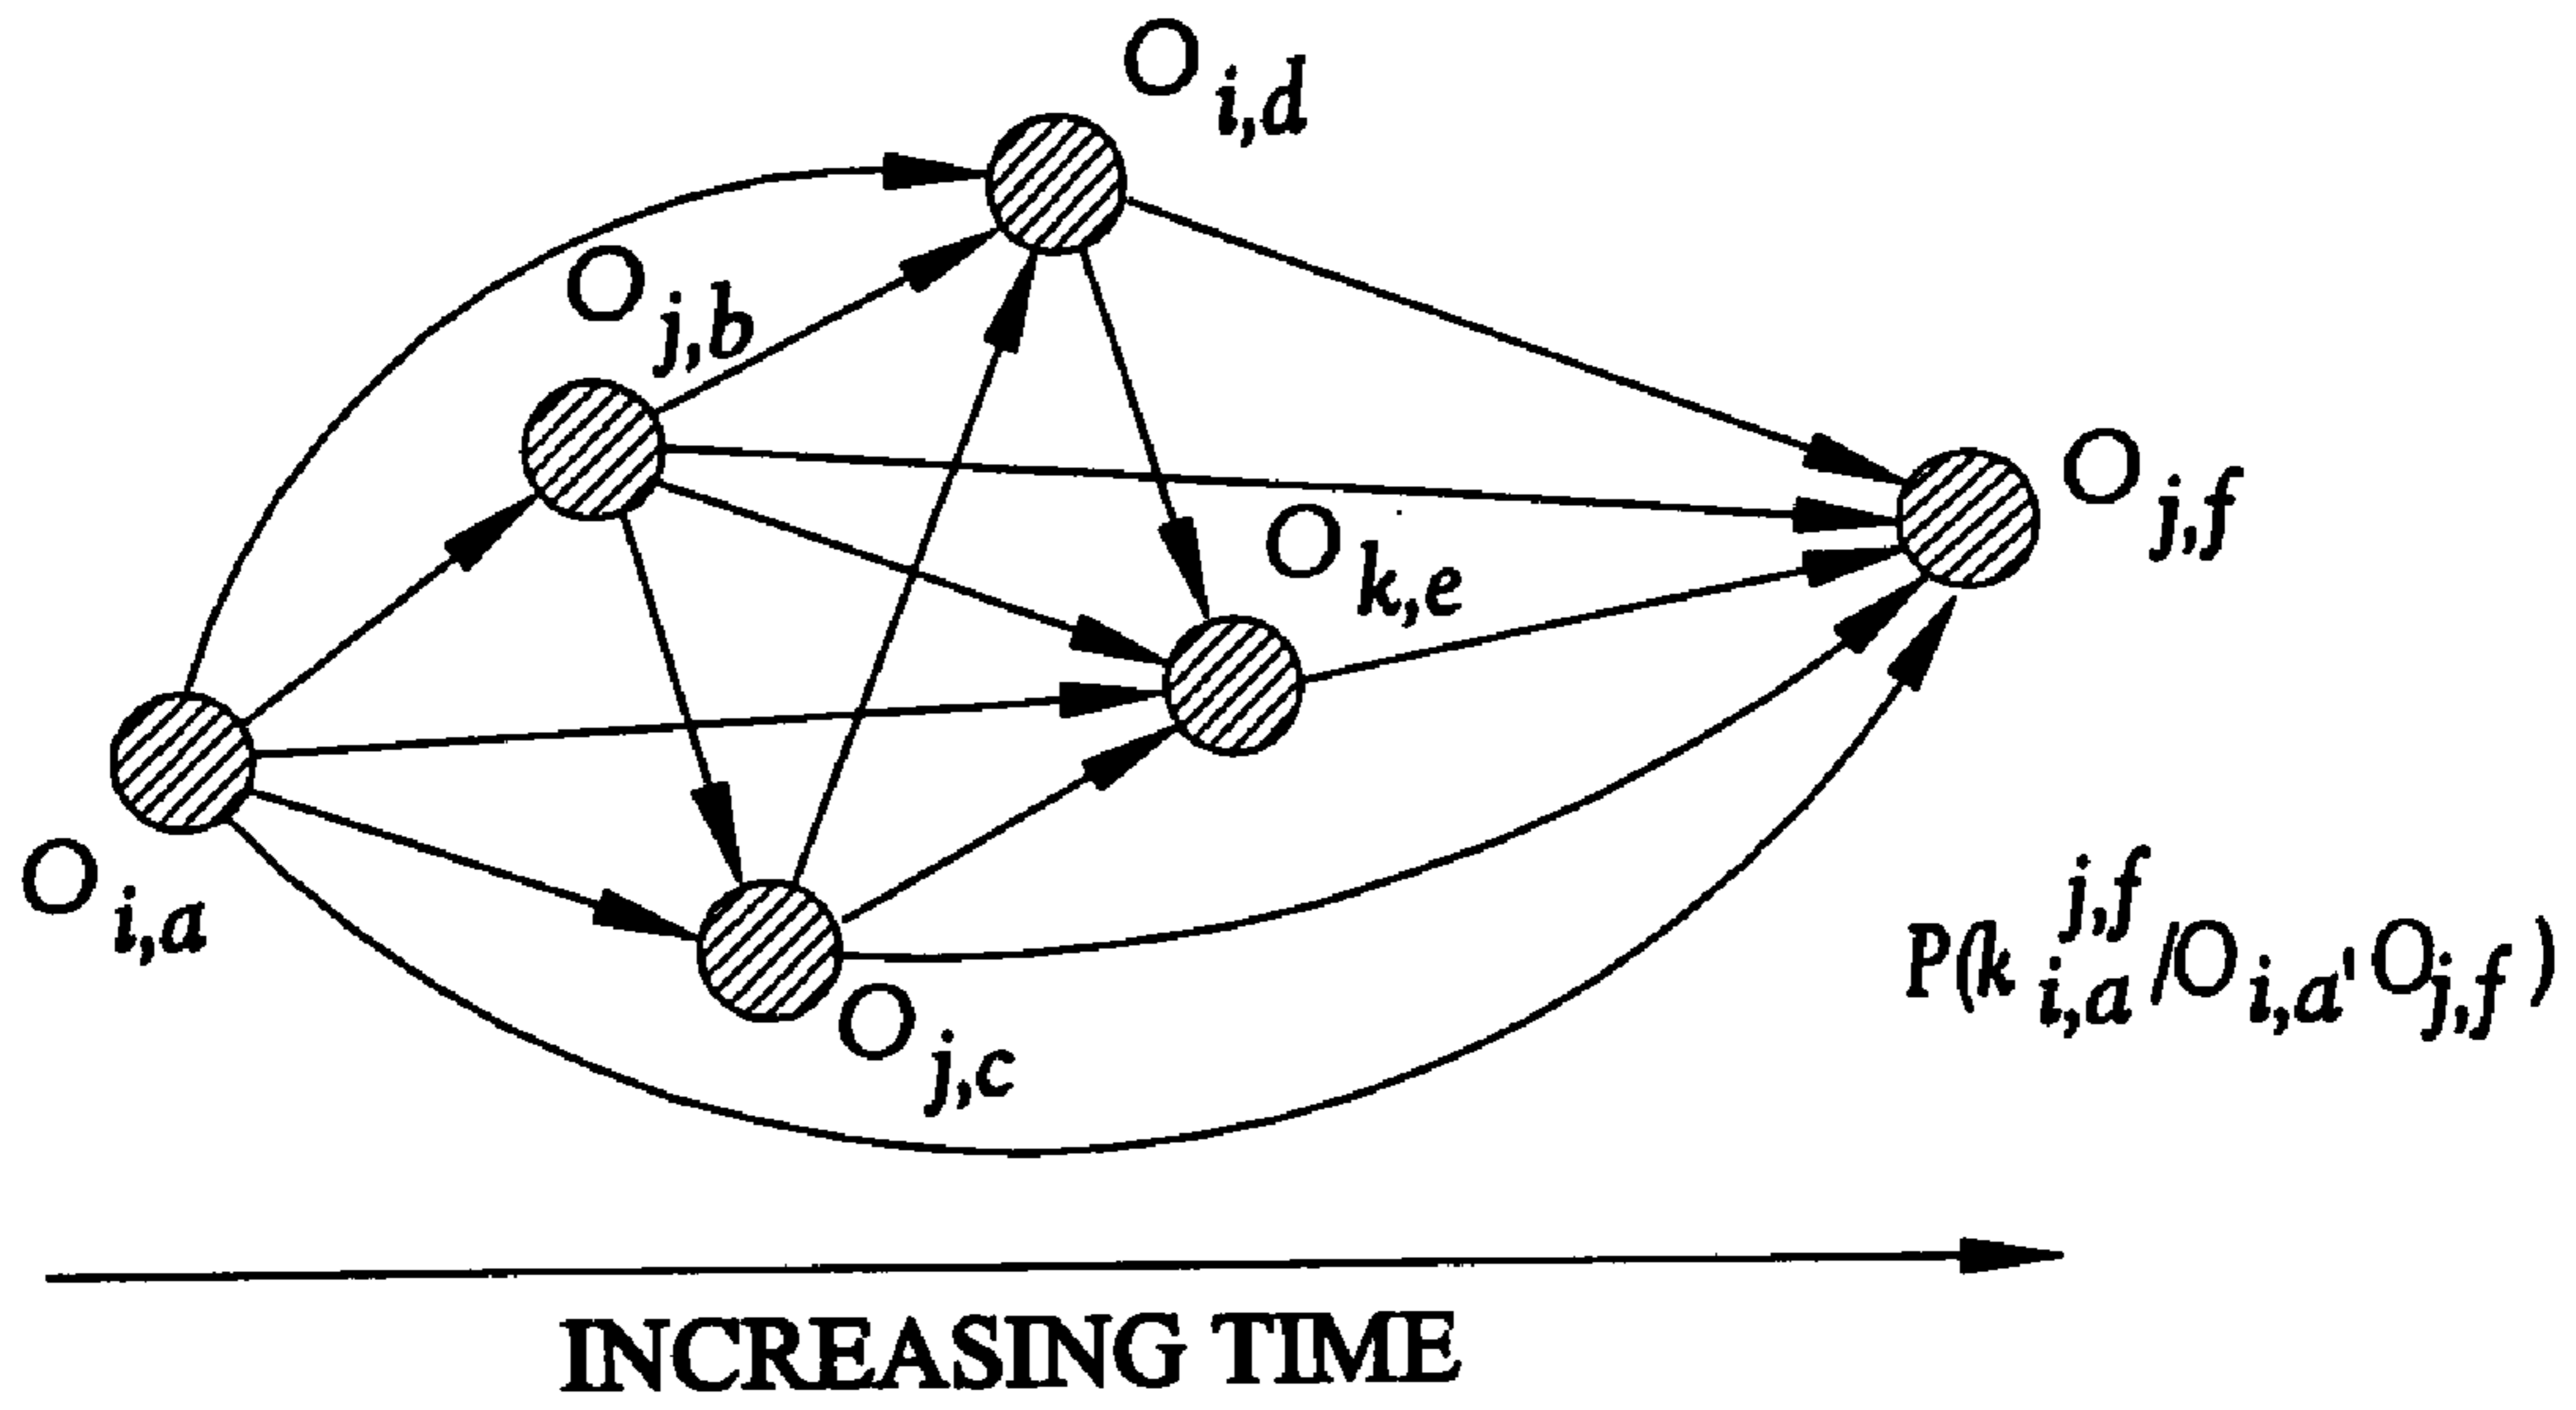 O i,d
O j,b
O j,f
O k,e
O i,a
O j,c
P(k j,f i,a /O i,a' O j,f )
INCREASING TIME